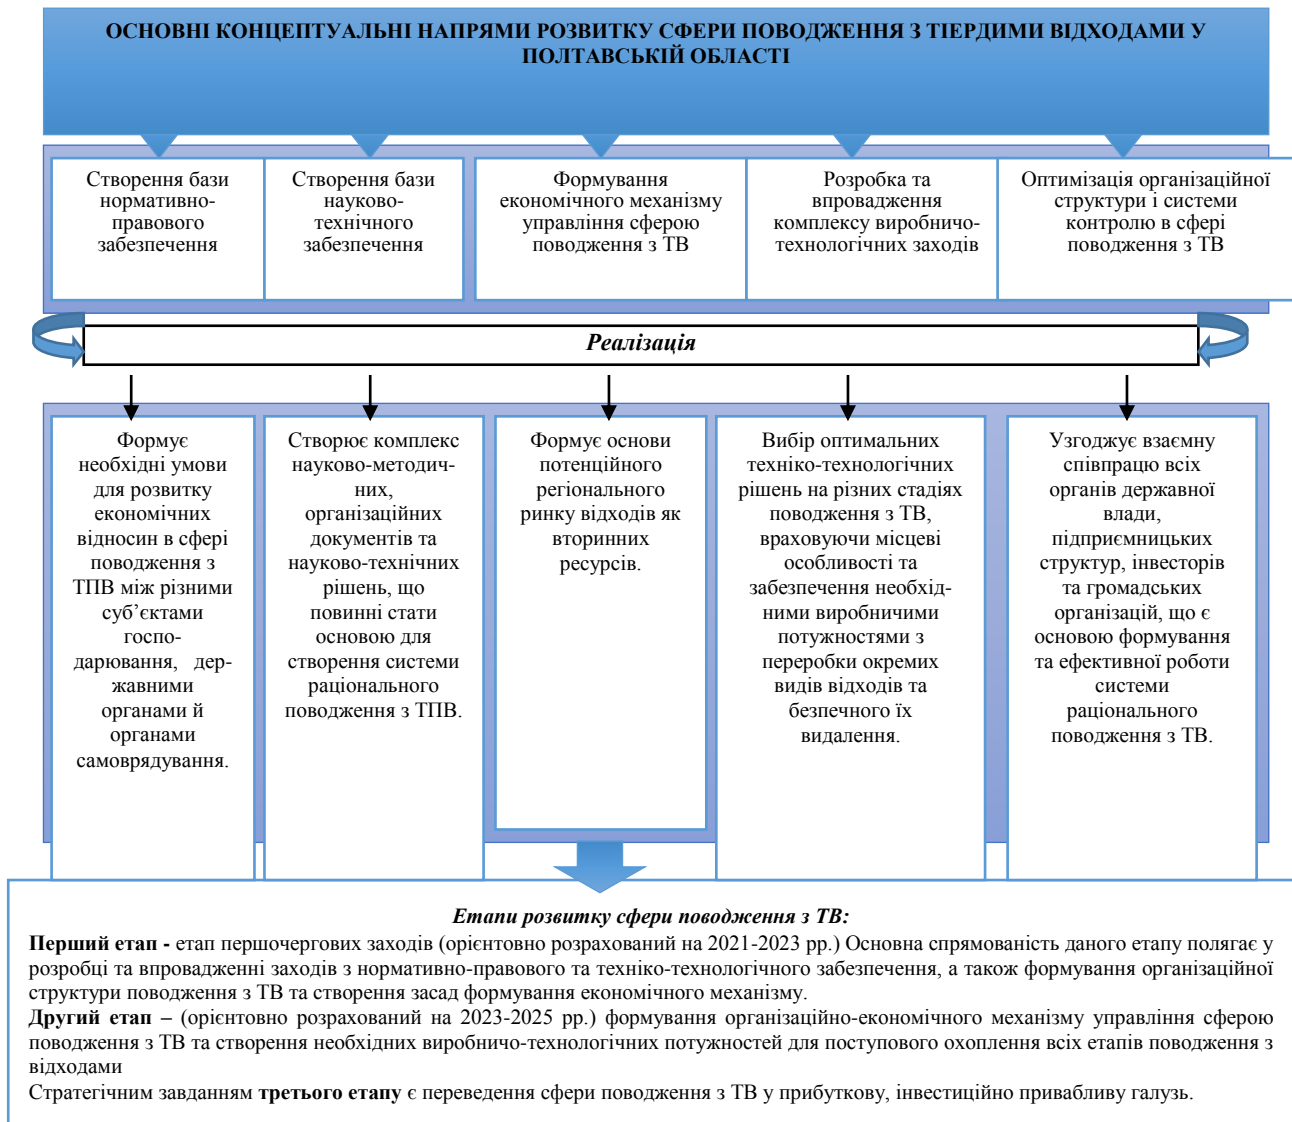 ОСНОВНІ КОНЦЕПТУАЛЬНІ НАПРЯМИ РОЗВИТКУ СФЕРИ ПОВОДЖЕННЯ З ТІЕРДИМИ ВІДХОДАМИ У
ПОЛТАВСЬКІЙ ОБЛАСТІ
Створення бази
нормативно-
правового
забезпечення
Створення бази
науково-
технічного
забезпечення
Формування
економічного механізму
управління сферою
поводження з ТВ
Розробка та
впровадження
комплексу виробничо-
технологічних заходів
Оптимізація організаційної
структури і системи
контролю в сфері
поводження з ТВ
Реалізація
Формує
необхідні умови
для розвитку
економічних
відносин в сфері
поводження з
ТПВ між різними
суб’єктами
госпо-
дарювання, дер-
жавними
органами й
органами
самоврядування.
Створює комплекс
науково-методич-
них,
організаційних
документів та
науково-технічних
рішень, що
повинні стати
основою для
створення системи
раціонального
поводження з ТПВ.
Формує основи
потенційного
регіонального
ринку відходів як
вторинних
ресурсів.
Вибір оптимальних
техніко-технологічних
рішень на різних стадіях
поводження з ТВ,
враховуючи місцеві
особливості та
забезпечення необхід-
ними виробничими
потужностями з
переробки окремих
видів відходів та
безпечного їх
видалення.
Узгоджує взаємну
співпрацю всіх
органів державної
влади,
підприємницьких
структур, інвесторів
та громадських
організацій, що є
основою формування
та ефективної роботи
системи
раціонального
поводження з ТВ.
Етапи розвитку сфери поводження з ТВ:
Перший етап - етап першочергових заходів (орієнтовно розрахований на 2021-2023 рр.) Основна спрямованість даного етапу полягає у
розробці та впровадженні заходів з нормативно-правового та техніко-технологічного забезпечення, а також формування організаційної
структури поводження з ТВ та створення засад формування економічного механізму.
Другий етап – (орієнтовно розрахований на 2023-2025 рр.) формування організаційно-економічного механізму управління сферою
поводження з ТВ та створення необхідних виробничо-технологічних потужностей для поступового охоплення всіх етапів поводження з
відходами
Стратегічним завданням третього етапу є переведення сфери поводження з ТВ у прибуткову, інвестиційно привабливу галузь.